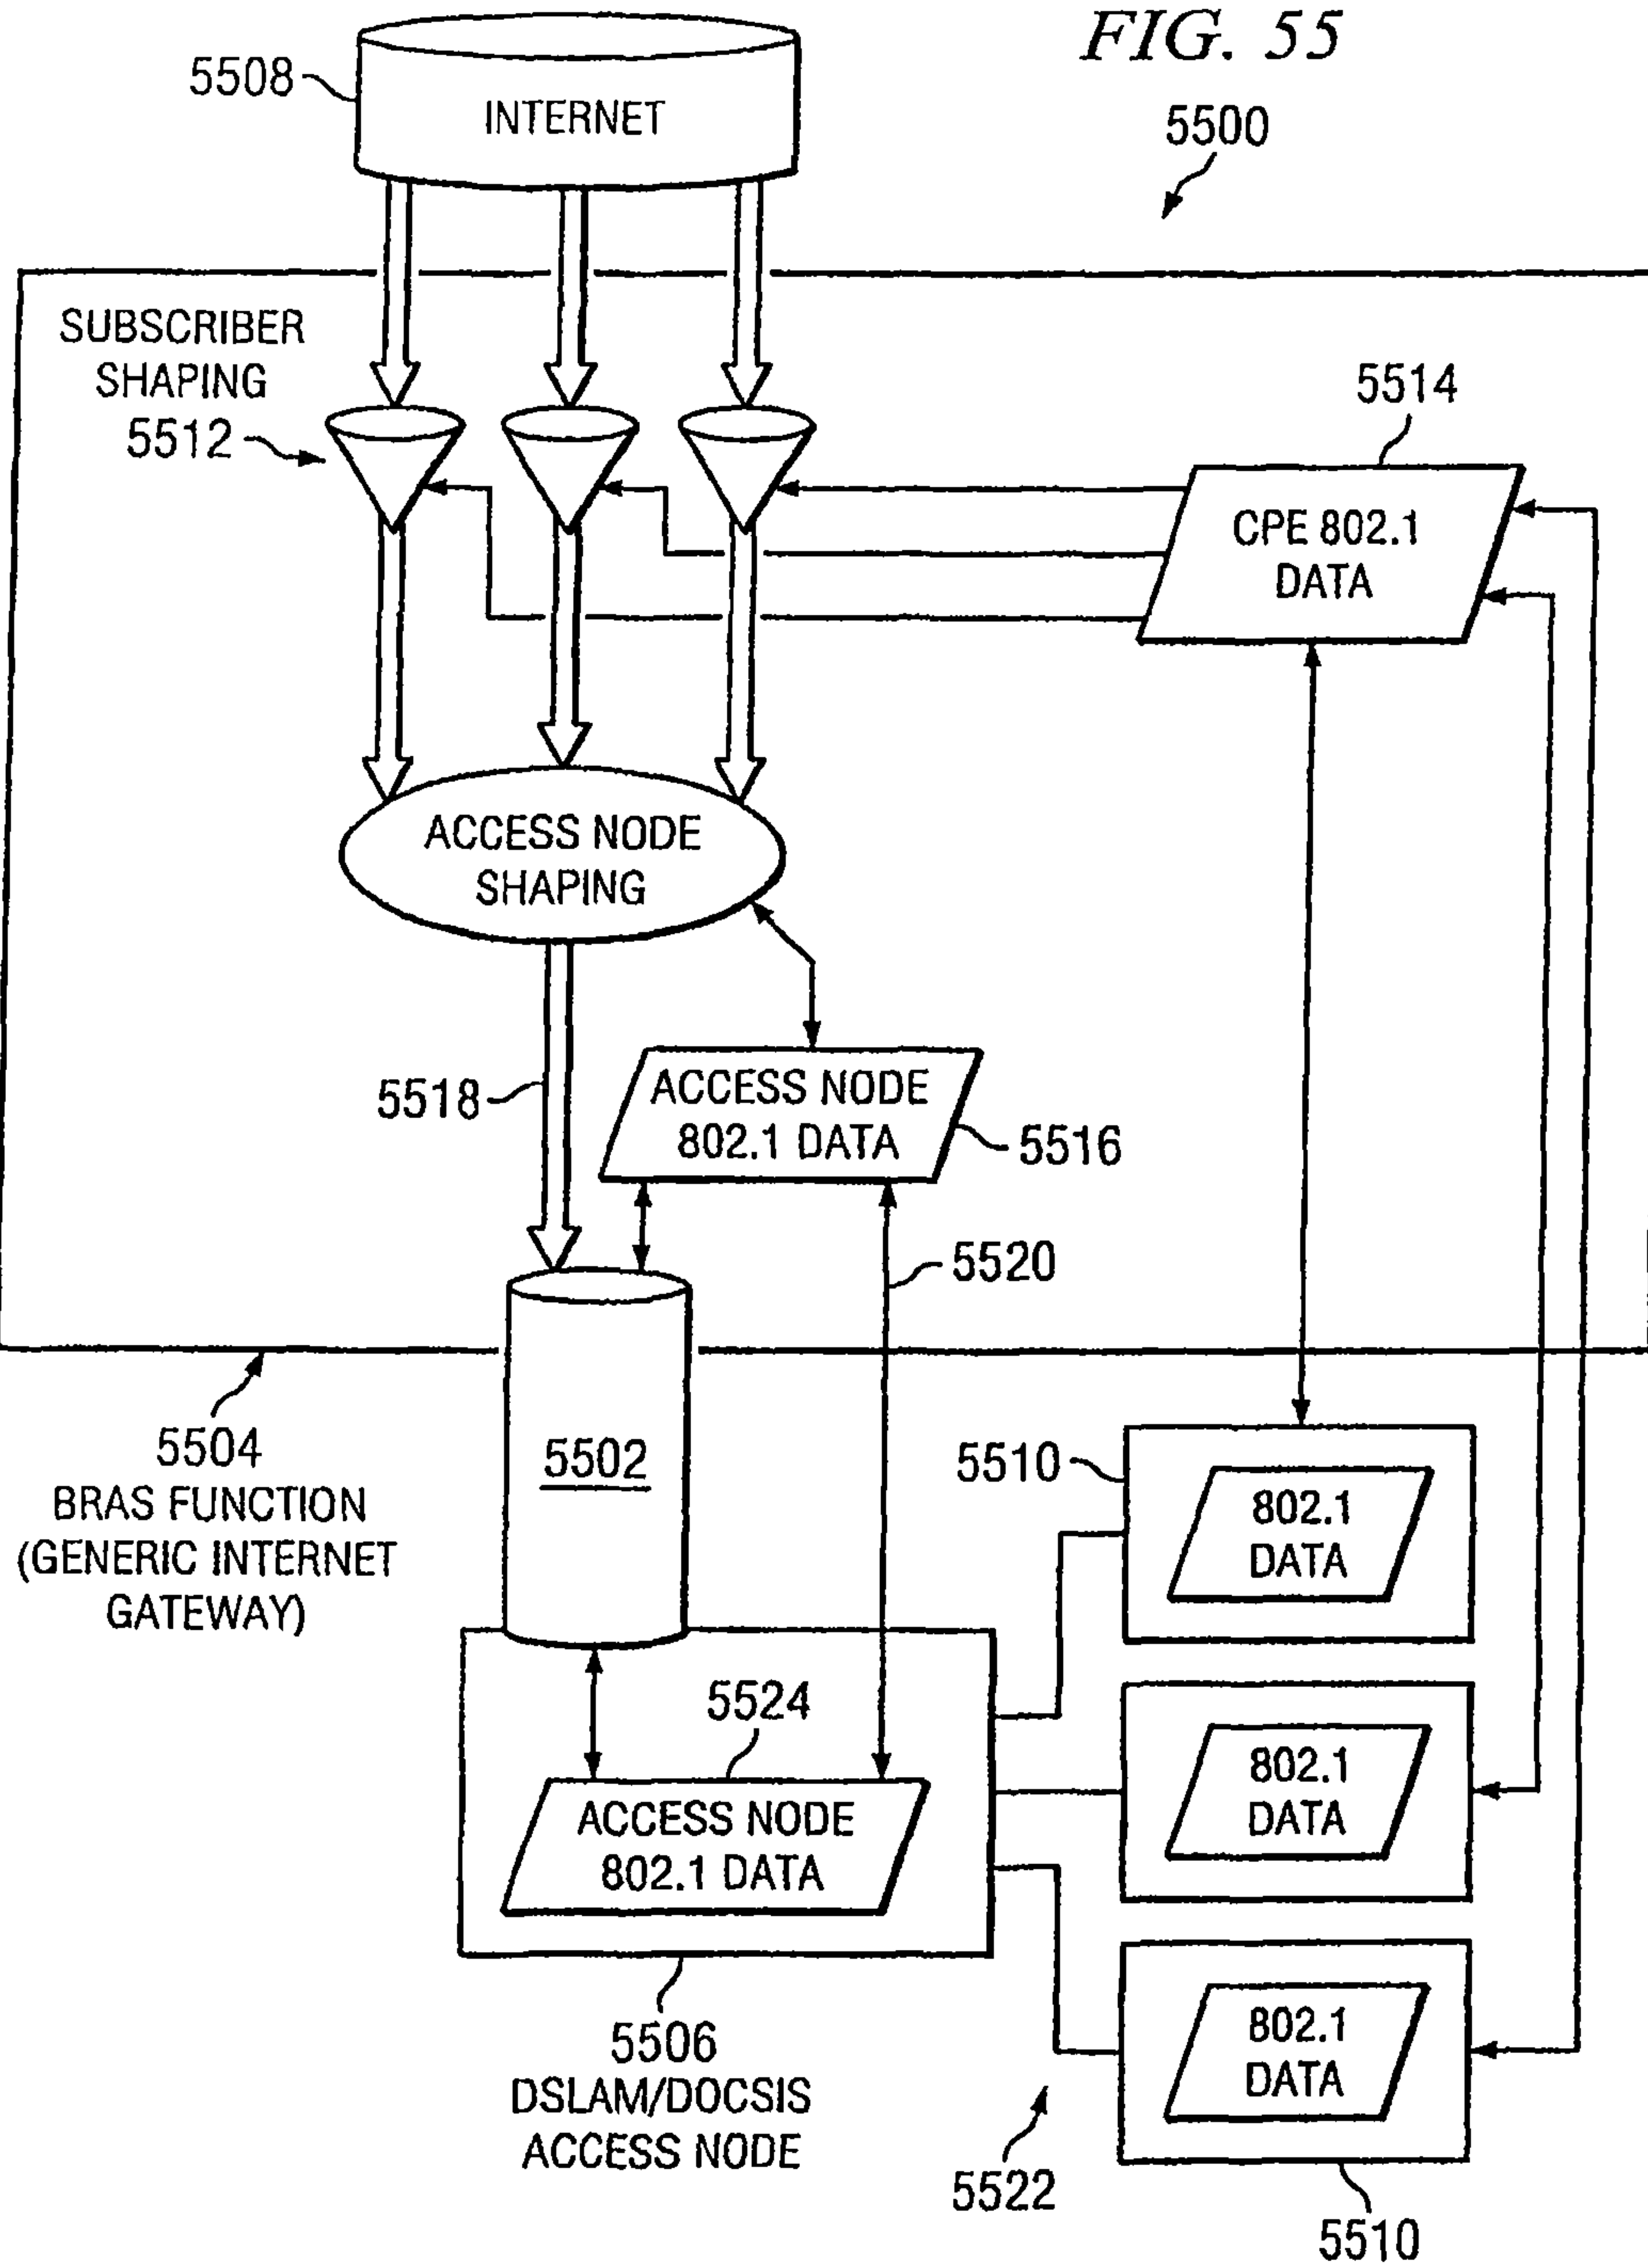 FIG. 55
5508
INTERNET
5500
SUBSCRIBER
SHAPING
5512
5514
CPE 802.1
DATA
ACCESS NODE
SHAPING
5518
ACCESS NODE
802.1 DATA
5516
5520
5504
BRAS FUNCTION
(GENERIC INTERNET
GATEWAY)
5502
5510
802.1
DATA
5524
ACCESS NODE
802.1 DATA
802.1
DATA
5506
DSLAM/DOCSIS
ACCESS NODE
802.1
DATA
5522
5510